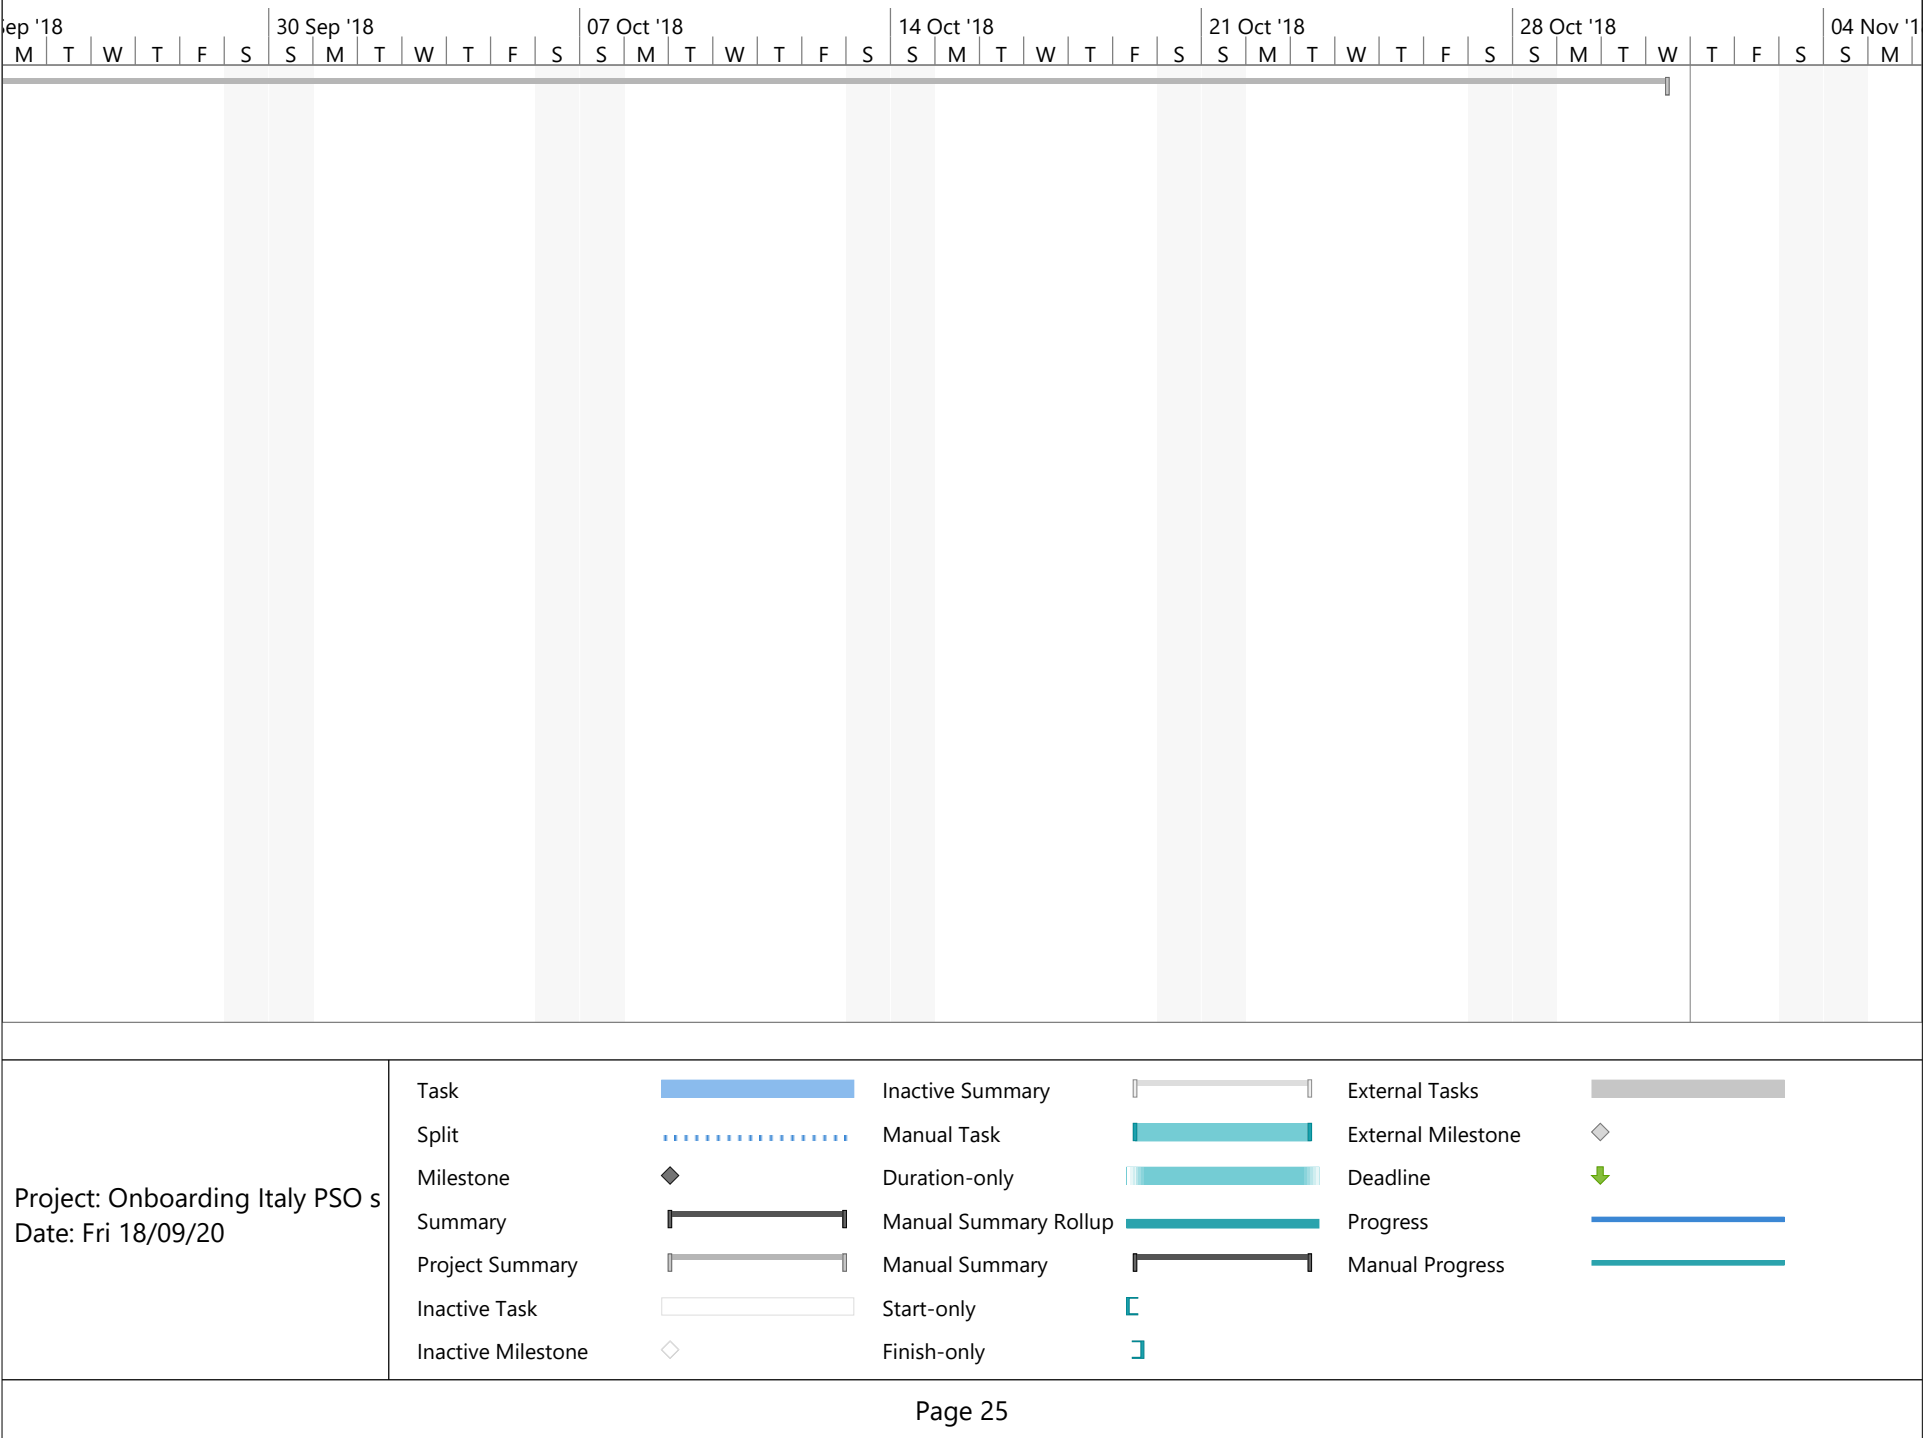 ep '18 30 Sep '18 07 Oct '18 14 Oct '18 21 Oct '18 28 Oct '18 04 Nov '1
M T W T F S S M T W T F S S M T W T F S S M T W T F S S M T W T F S S M T W T F S S M
Task Inactive Summary External Tasks
Split Manual Task External Milestone
Milestone Duration-only Deadline
Summary Manual Summary Rollup Progress
Project Summary Manual Summary Manual Progress
Inactive Task Start-only
Inactive Milestone Finish-only
Project: Onboarding Italy PSO s
Date: Fri 18/09/20
Page 25